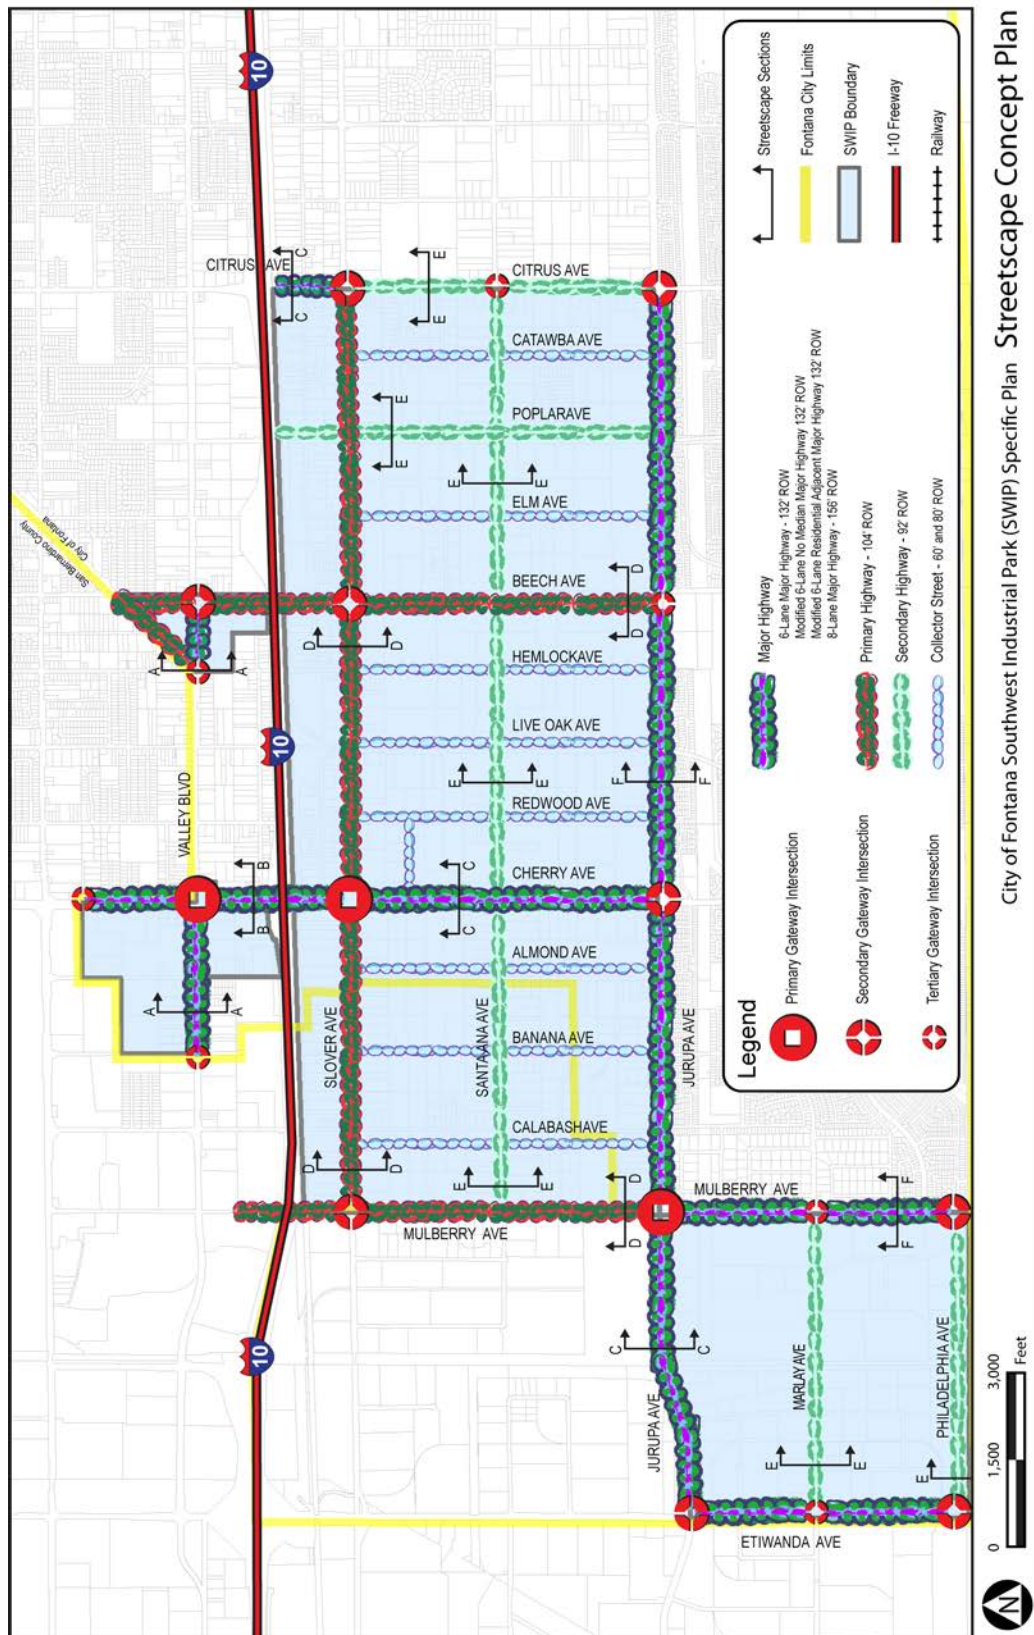 City of Fontana Southwest Industrial Park (SWIP) Specific Plan Streetscape Concept Plan
10
10
10
CITRUS AVE
C
C
E
E
CITRUS AVE
CATAWBA AVE
E
E
POPLARAVE
E
E
ELM AVE
San Bernardino County
City of Fontana
BEECH AVE
D
D
D
D
A
A
HEMLOCKAVE
LIVE OAK AVE
E
E
F
F
VALLEY BLVD
REDWOOD AVE
B
B
C
C
CHERRY AVE
ALMOND AVE
A
A
SLOVER AVE
SANTA ANA AVE
BANANA AVE
JURUPA AVE
CALABASHAVE
D
D
E
E
D
D
MULBERRY AVE
MULBERRY AVE
F
F
C
C
JURUPA AVE
MARLAY AVE
PHILADELPHIA AVE
E
E
E
ETIWANDA AVE
Legend
Primary Gateway Intersection
Secondary Gateway Intersection
Tertiary Gateway Intersection
Major Highway
6-Lane Major Highway - 132' ROW
Modified 6-Lane No Median Major Highway 132' ROW
Modified 6-Lane Residential Adjacent Major Highway 132' ROW
8-Lane Major Highway - 156' ROW
Primary Highway - 104' ROW
Secondary Highway - 92' ROW
Collector Street - 60' and 80' ROW
Streetscape Sections
Fontana City Limits
SWIP Boundary
I-10 Freeway
Railway
N
0 1,500 3,000
Feet